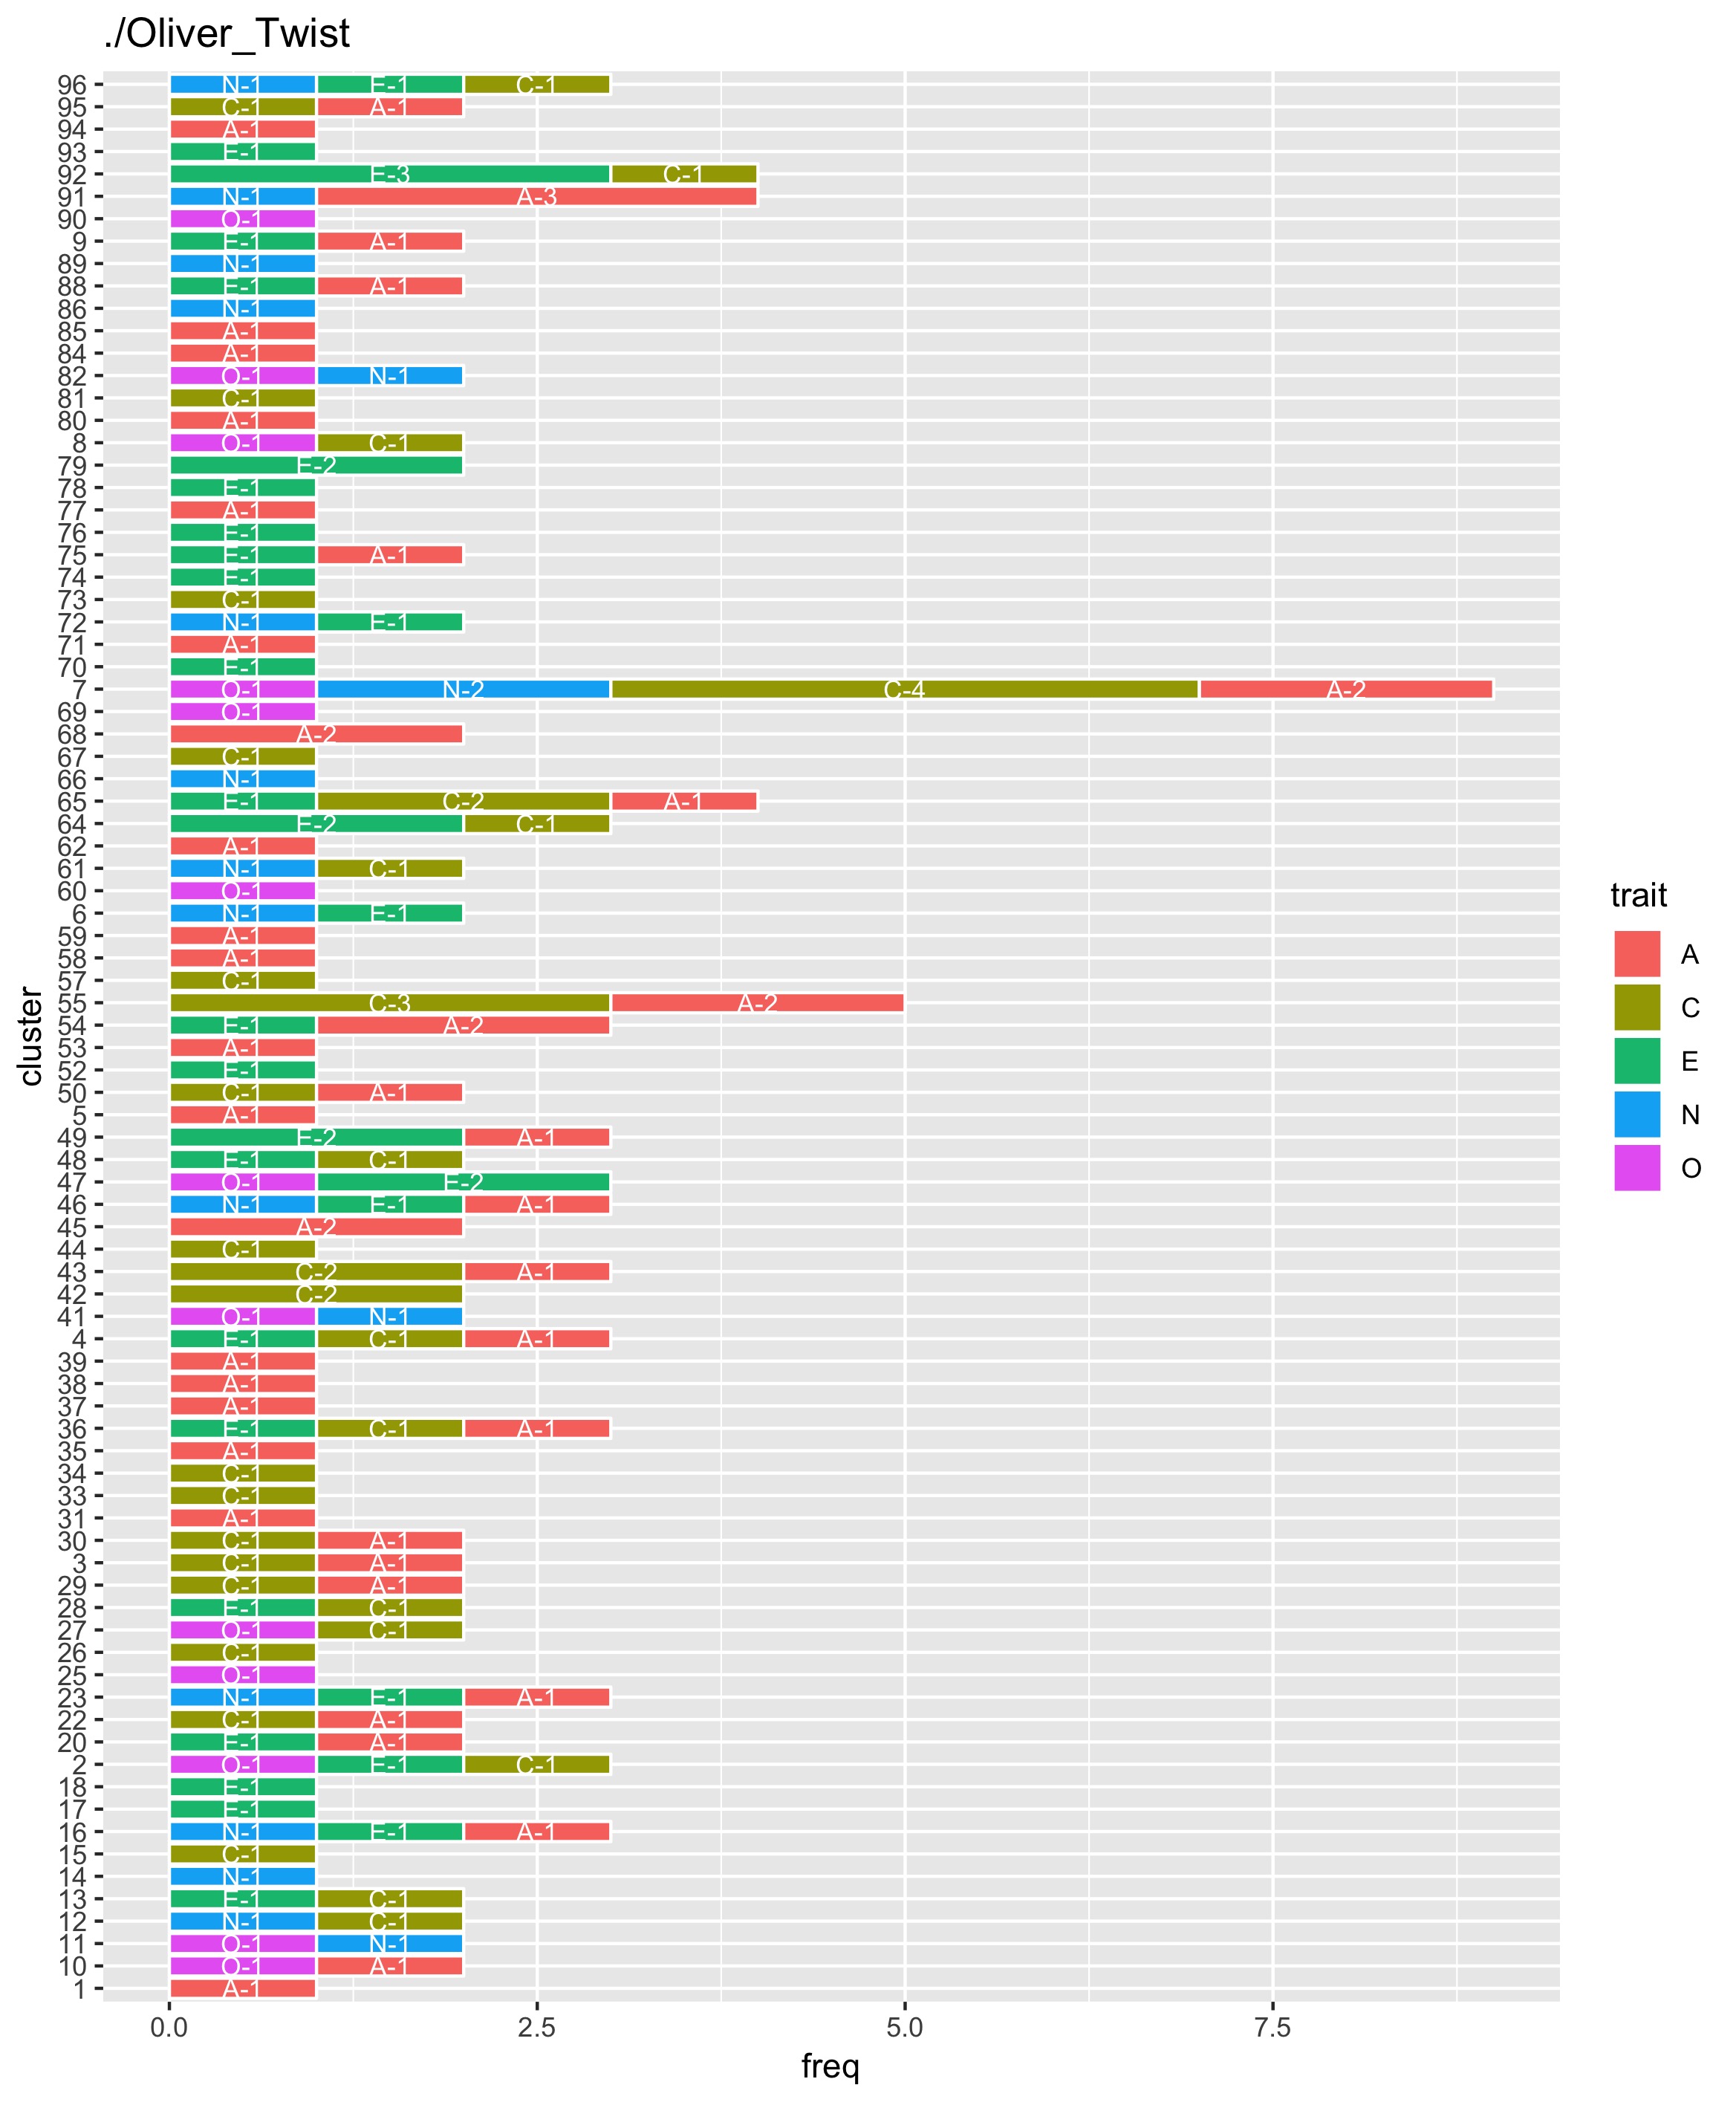 ./Oliver_Twist
96 N-1 E-1 C-1
95 C-1 A-1
94 A-1
93 E-1
92 E-3 C-1
91 N-1 A-3
90 O-1
9 E-1 A-1
89 N-1
88 E-1 A-1
86 N-1
85 A-1
84 A-1
82 O-1 N-1
81 C-1
80 A-1
8 O-1 C-1
79 E-2
78 E-1
77 A-1
76 E-1
75 E-1 A-1
74 E-1
73 C-1
72 N-1 E-1
71 A-1
70 E-1
7 O-1 N-2 C-4 A-2
69 O-1
68 A-2
67 C-1
66 N-1
65 E-1 C-2 A-1
64 E-2 C-1
62 A-1
61 N-1 C-1
60 O-1
6 N-1 E-1
59 A-1
58 A-1
57 C-1
55 C-3 A-2
54 E-1 A-2
53 A-1
52 E-1
50 C-1 A-1
5 A-1
49 E-2 A-1
48 E-1 C-1
47 O-1 E-2
46 N-1 E-1 A-1
45 A-2
44 C-1
43 C-2 A-1
42 C-2
41 O-1 N-1
4 E-1 C-1 A-1
39 A-1
38 A-1
37 A-1
36 E-1 C-1 A-1
35 A-1
34 C-1
33 C-1
31 A-1
30 C-1 A-1
3 C-1 A-1
29 C-1 A-1
28 E-1 C-1
27 O-1 C-1
26 C-1
25 O-1
23 N-1 E-1 A-1
22 C-1 A-1
20 E-1 A-1
2 O-1 E-1 C-1
18 E-1
17 E-1
16 N-1 E-1 A-1
15 C-1
14 N-1
13 E-1 C-1
12 N-1 C-1
11 O-1 N-1
10 O-1 A-1
1 A-1
0.0 2.5 5.0 7.5
freq
cluster
trait
A
C
E
N
O